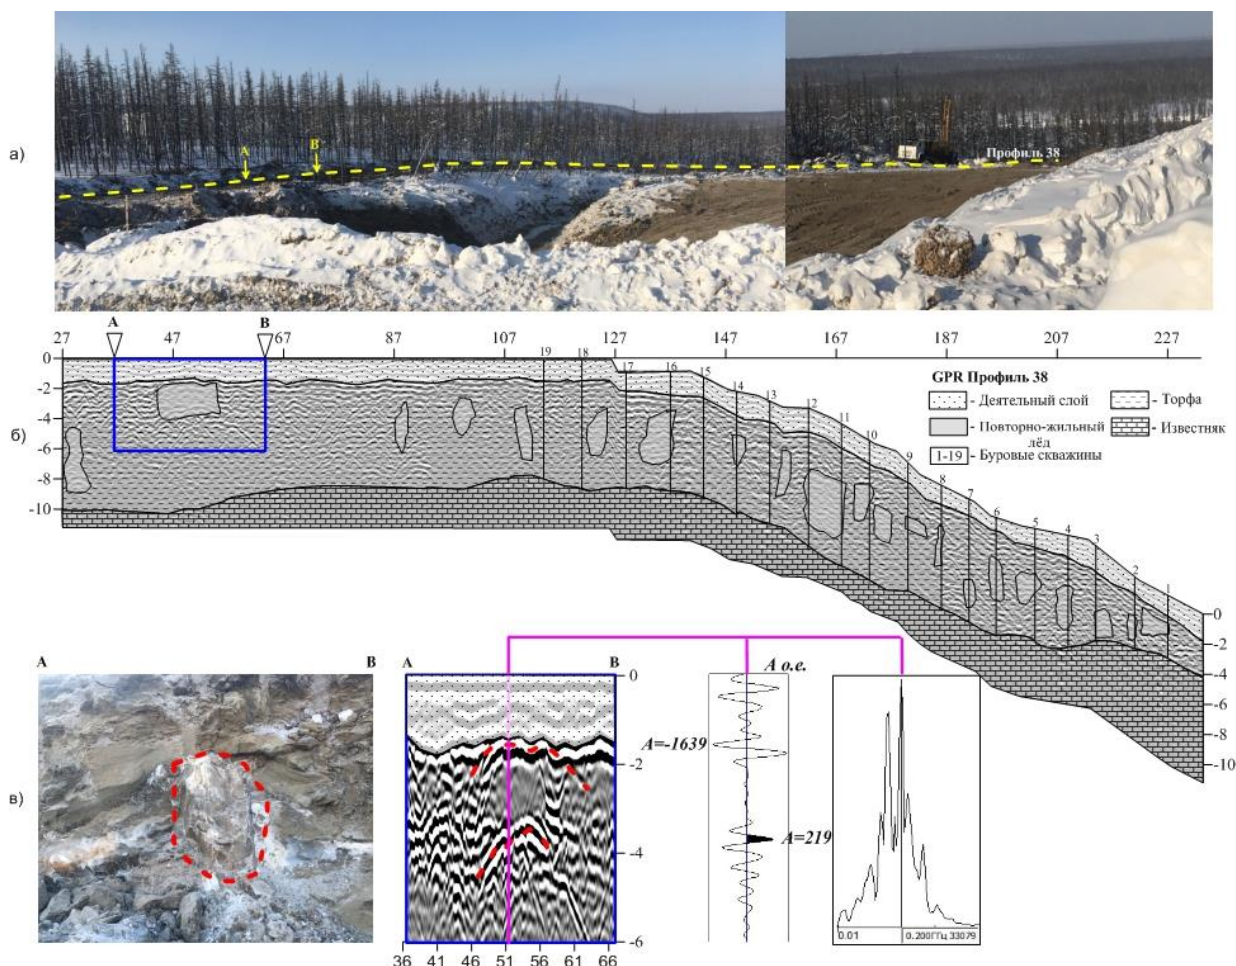 а)
A
B
Профиль 38
A
B
27
47
67
87
107
127
147
167
187
207
227
0
-2
-4
-6
-8
-10
б)
19
18
17
16
15
14
13
12
11
10
9
8
7
6
5
4
3
2
1
GPR Профиль 38
- Деятельный слой
- Торфа
- Повторно-жильный
лёд
- Известняк
1-19 - Буровые скважины
0
-2
-4
-6
-8
-10
в)
A
B
A
B
0
-2
-4
-6
36 41 46 51 56 61 66
A о.е.
A=-1639
A=219
0.01
0.200ГГц 33079